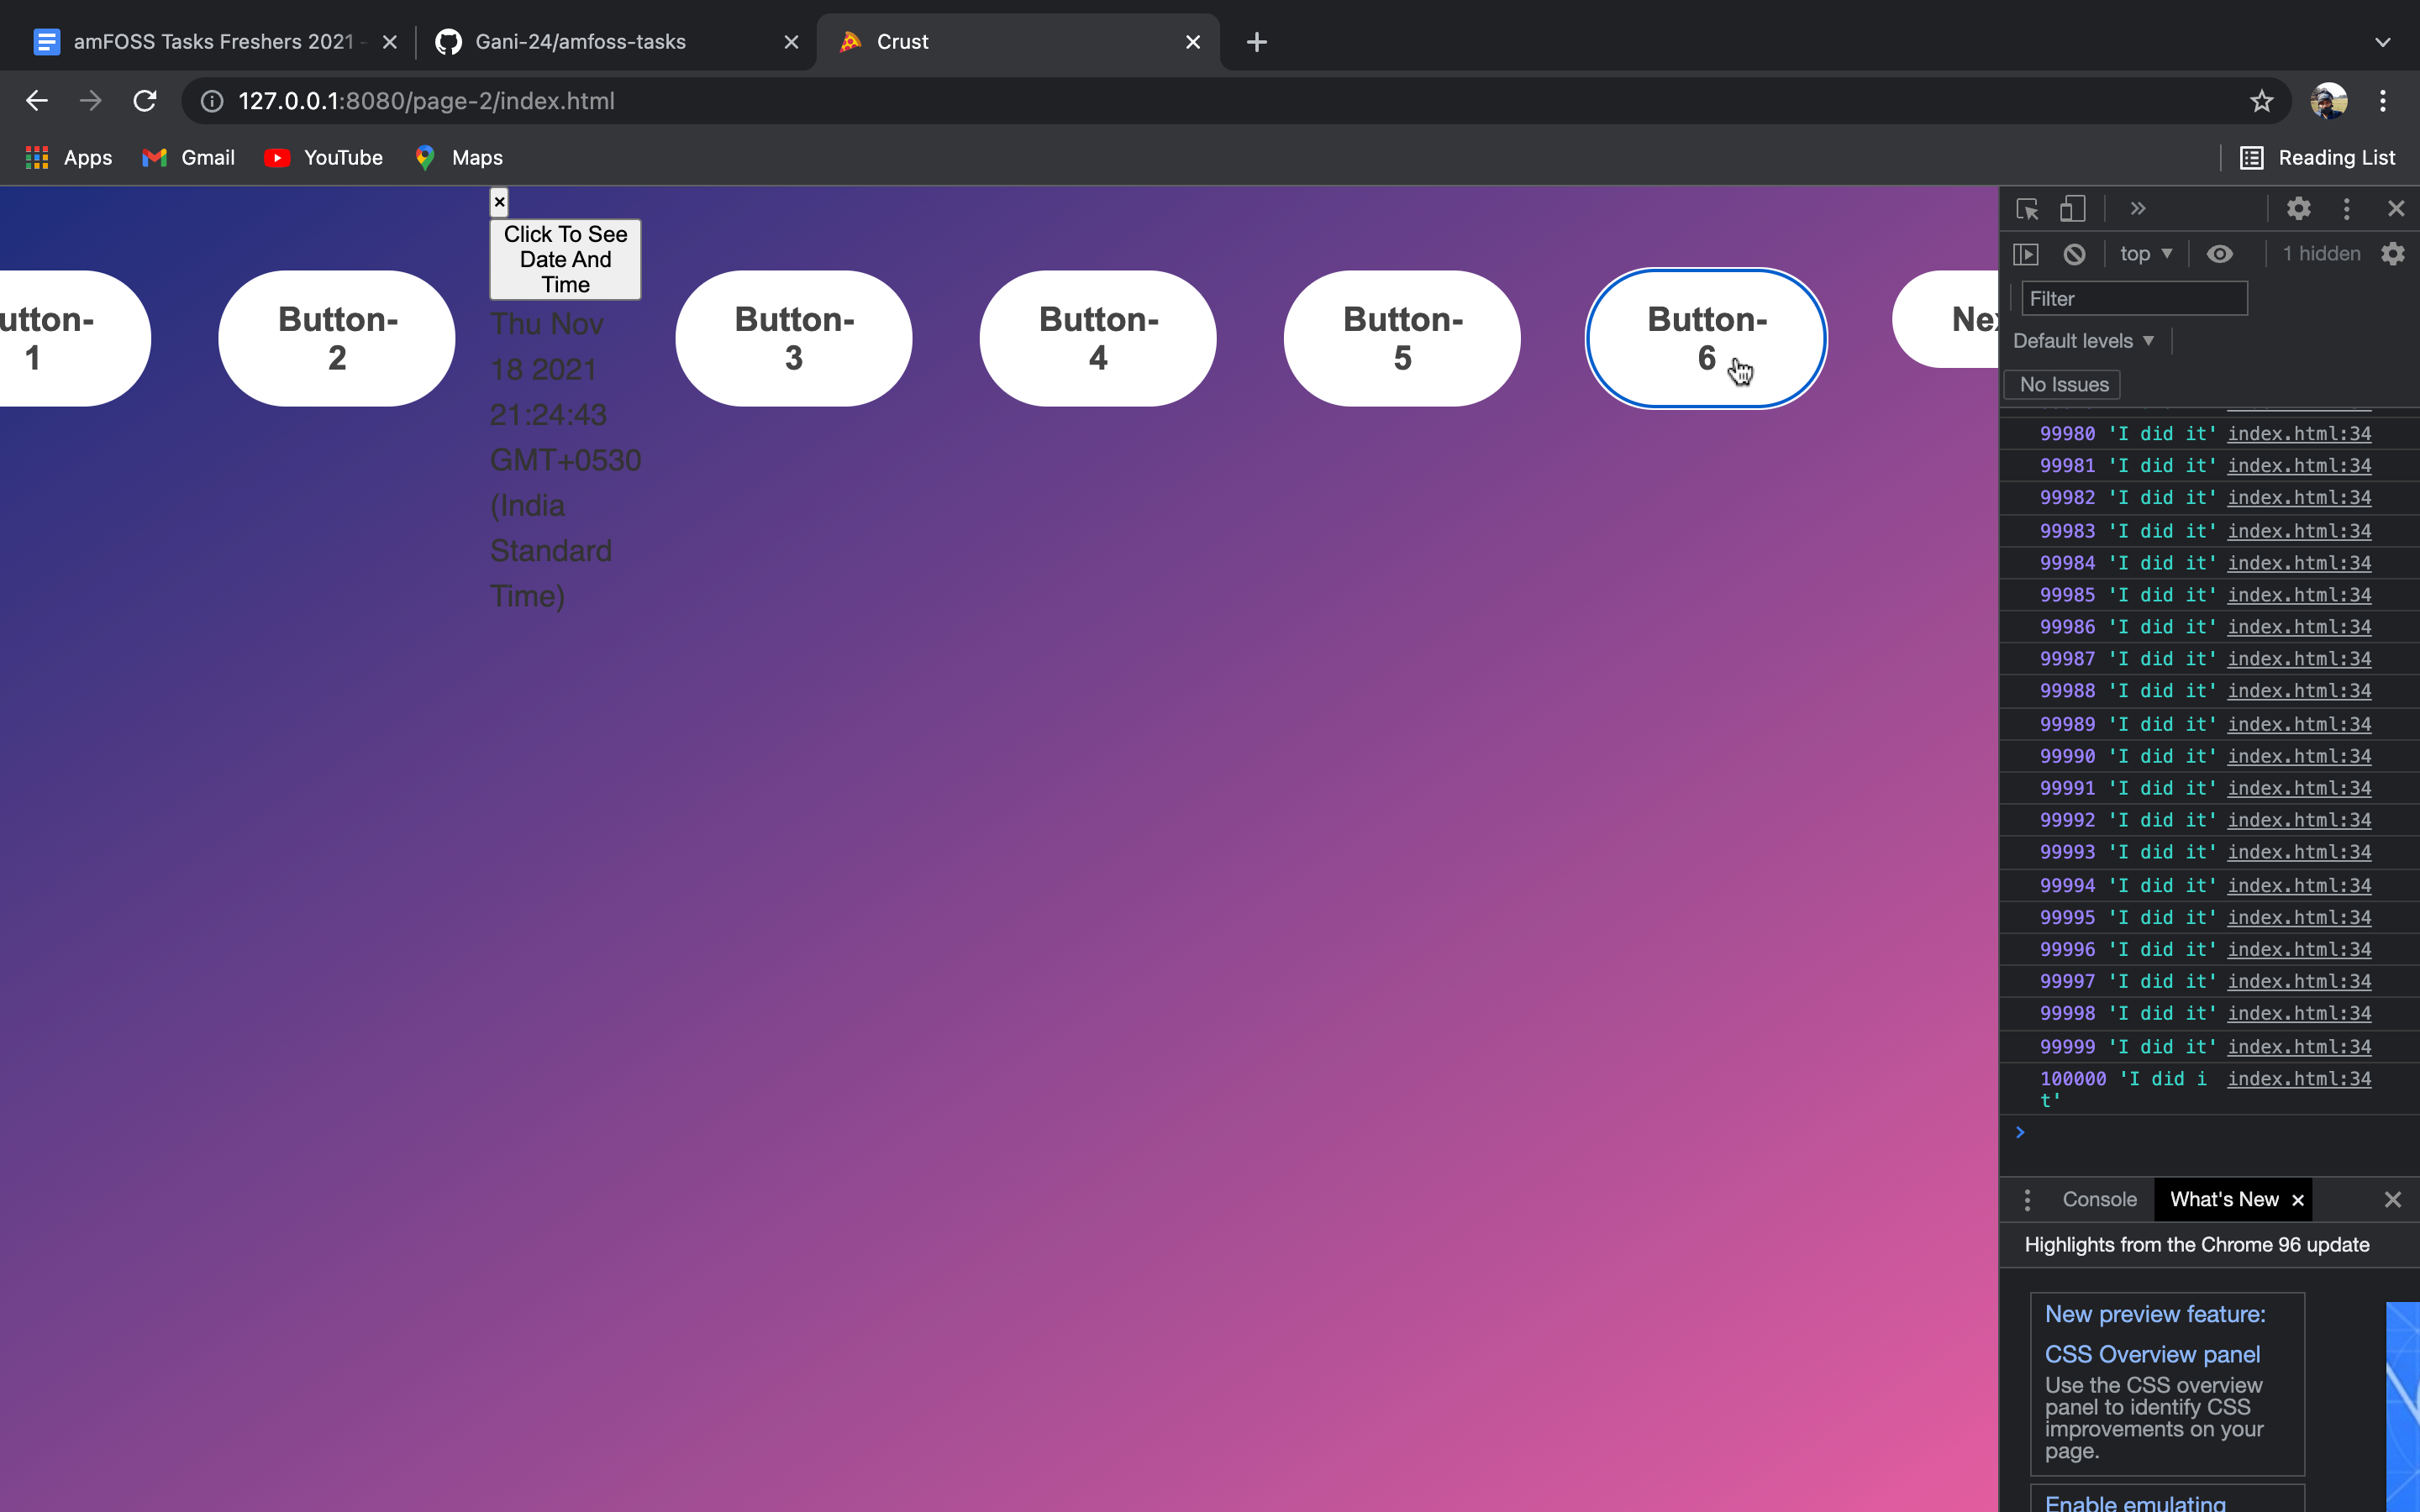 amFOSS Tasks Freshers 2021 -
Gani-24/amfoss-tasks
Crust
127.0.0.1:8080/page-2/index.html
Apps
Gmail
YouTube
Maps
Reading List
×
Click To See
Date And
Time
utton-
1
Button-
2
Thu Nov
18 2021
21:24:43
GMT+0530
(India
Standard
Time)
Button-
3
Button-
4
Button-
5
Button-
6
Nex
top
1 hidden
Filter
Default levels
No Issues
99980 'I did it' index.html:34
99981 'I did it' index.html:34
99982 'I did it' index.html:34
99983 'I did it' index.html:34
99984 'I did it' index.html:34
99985 'I did it' index.html:34
99986 'I did it' index.html:34
99987 'I did it' index.html:34
99988 'I did it' index.html:34
99989 'I did it' index.html:34
99990 'I did it' index.html:34
99991 'I did it' index.html:34
99992 'I did it' index.html:34
99993 'I did it' index.html:34
99994 'I did it' index.html:34
99995 'I did it' index.html:34
99996 'I did it' index.html:34
99997 'I did it' index.html:34
99998 'I did it' index.html:34
99999 'I did it' index.html:34
100000 'I did i index.html:34
t'
Console
What's New
Highlights from the Chrome 96 update
New preview feature:
CSS Overview panel
Use the CSS overview
panel to identify CSS
improvements on your
page.
Enable emulating